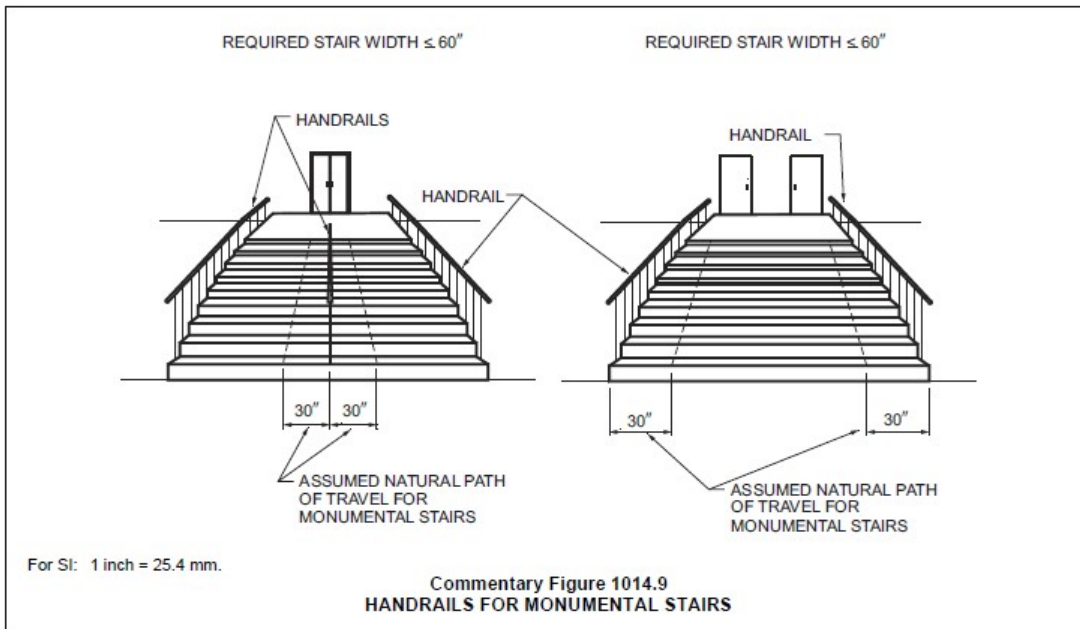 REQUIRED STAIR WIDTH ≤ 60"
REQUIRED STAIR WIDTH ≤ 60"
HANDRAILS
HANDRAIL
HANDRAIL
30" 30"
30" 30"
ASSUMED NATURAL PATH
OF TRAVEL FOR
MONUMENTAL STAIRS
ASSUMED NATURAL PATH
OF TRAVEL FOR
MONUMENTAL STAIRS
For SI: 1 inch = 25.4 mm.
Commentary Figure 1014.9
HANDRAILS FOR MONUMENTAL STAIRS